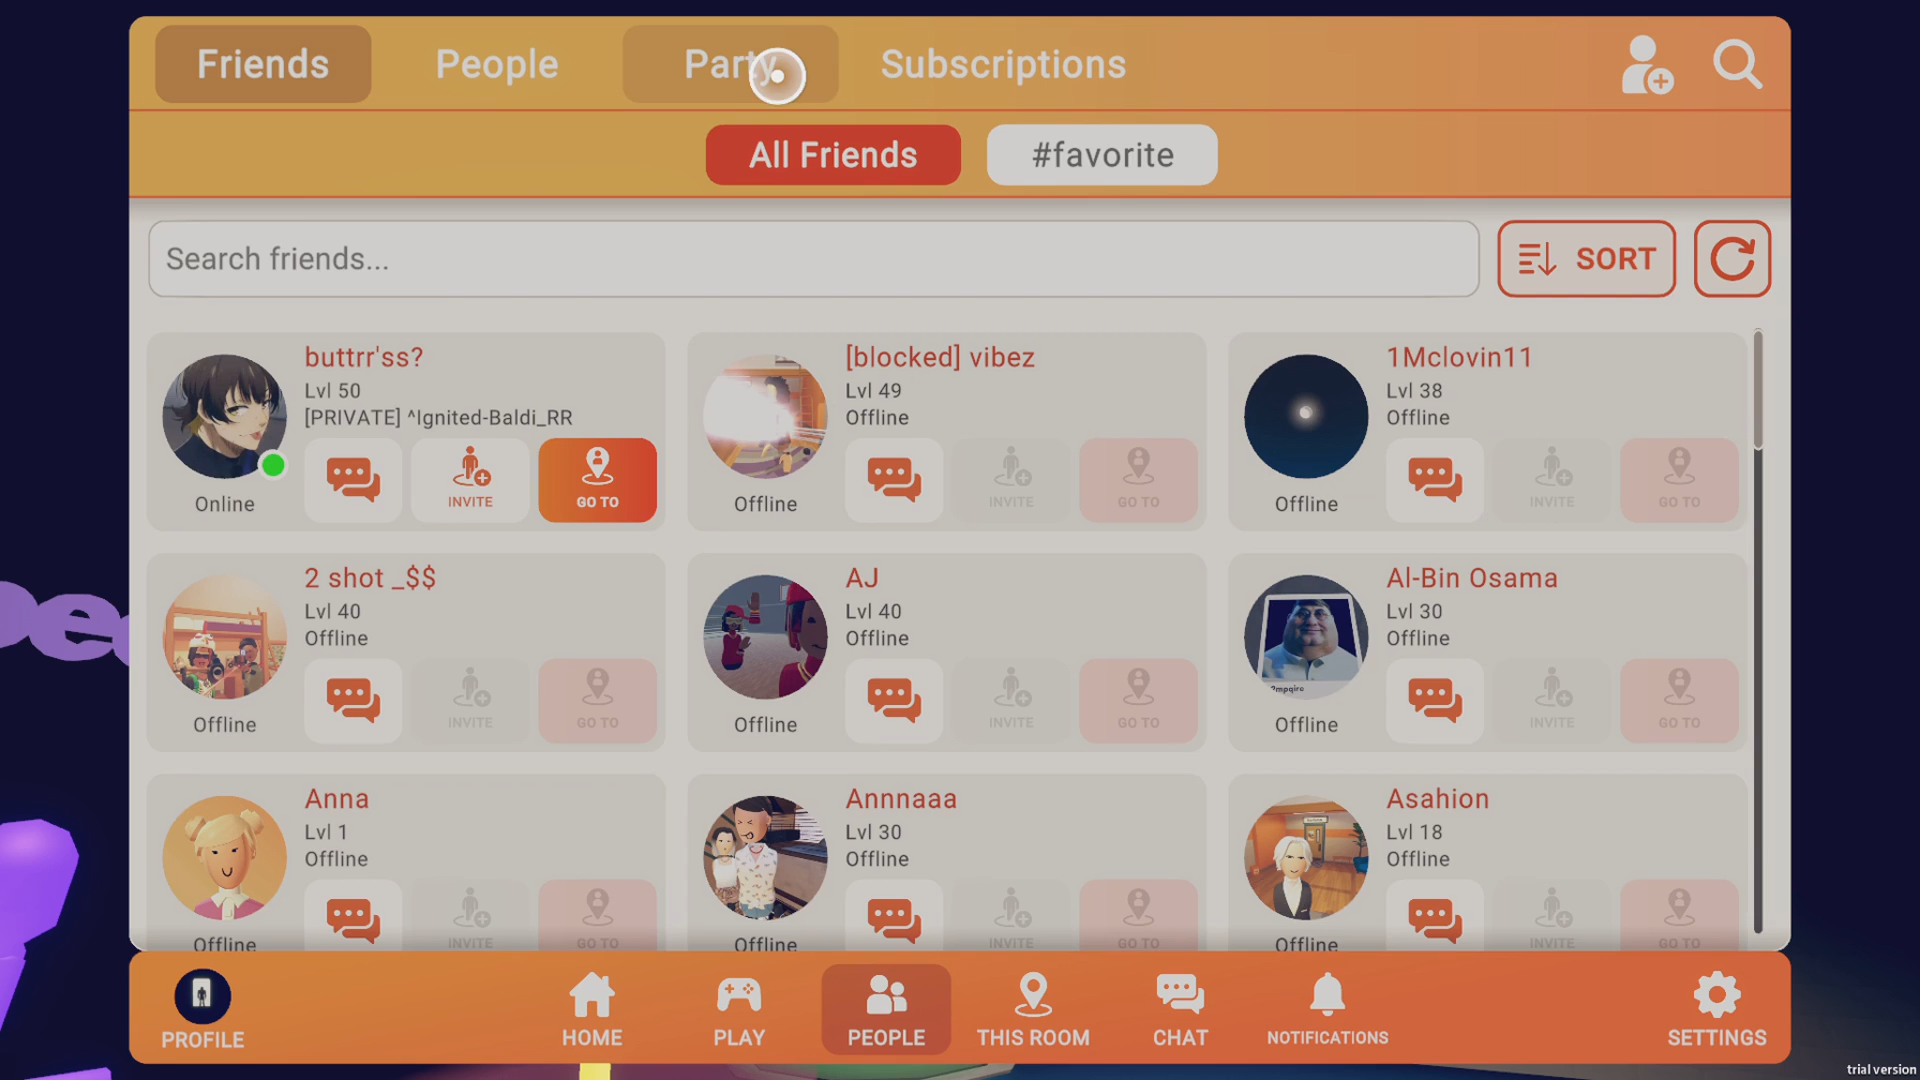 Friends
People
Party
Subscriptions
All Friends
#favorite
Search friends...
SORT
buttrr'ss?
Lvl 50
[PRIVATE] ^Ignited-Baldi_RR
INVITE
GO TO
Online
[blocked] vibez
Lvl 49
Offline
INVITE
GO TO
Offline
1Mclovin11
Lvl 38
Offline
INVITE
GO TO
Offline
2 shot _$$
Lvl 40
Offline
INVITE
GO TO
Offline
AJ
Lvl 40
Offline
INVITE
GO TO
Offline
Al-Bin Osama
Lvl 30
Offline
INVITE
GO TO
Offline
Anna
Lvl 1
Offline
INVITE
GO TO
Offline
Annnaaa
Lvl 30
Offline
INVITE
GO TO
Offline
Asahion
Lvl 18
Offline
INVITE
GO TO
Offline
PROFILE
HOME
PLAY
PEOPLE
THIS ROOM
CHAT
NOTIFICATIONS
SETTINGS
trial version